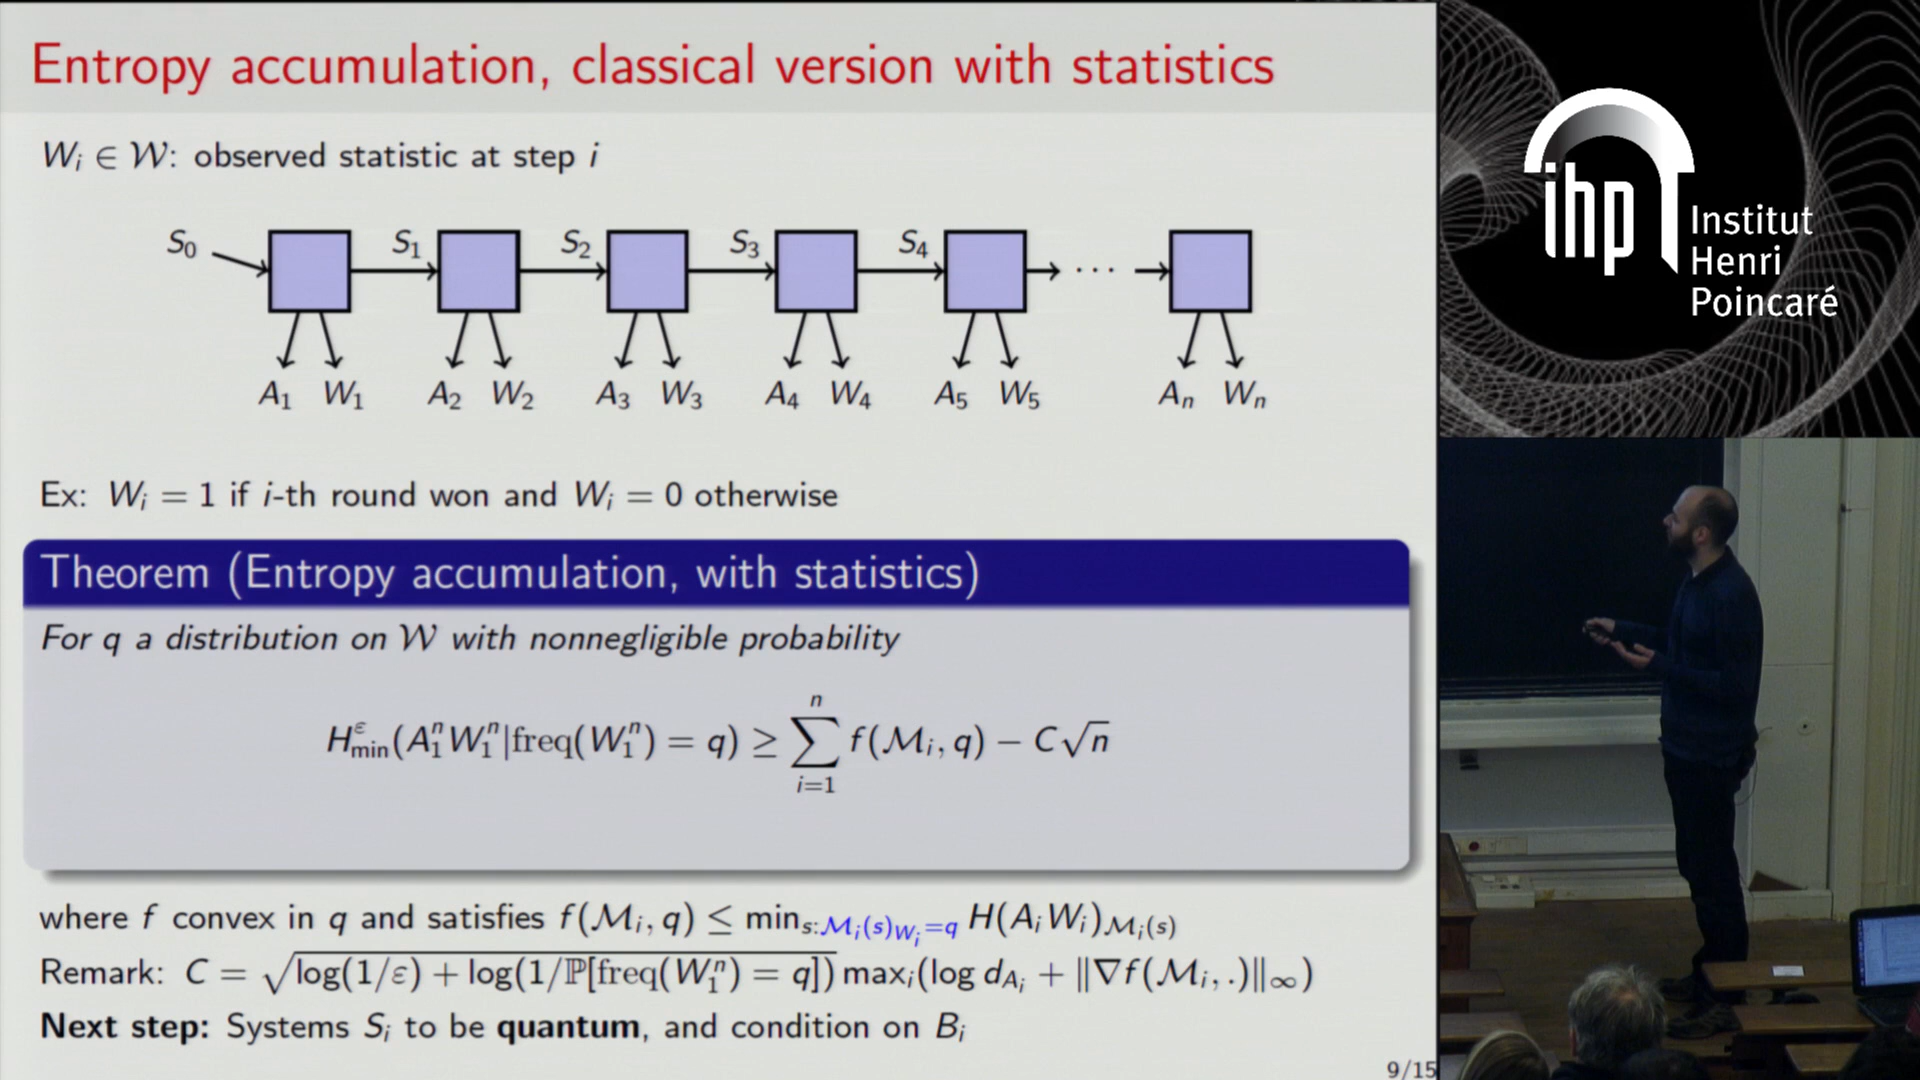 Entropy accumulation, classical version with statistics
W_i ∈ 𝒲: observed statistic at step i
S_0 S_1 S_2 S_3 S_4 ···
A_1 W_1 A_2 W_2 A_3 W_3 A_4 W_4 A_5 W_5 A_n W_n
Ex: W_i = 1 if i-th round won and W_i = 0 otherwise
Theorem (Entropy accumulation, with statistics)
For q a distribution on 𝒲 with nonnegligible probability
H_min^ε(A_1^n W_1^n|freq(W_1^n) = q) ≥ ∑_{i=1}^n f(ℳ_i, q) − C√n
where f convex in q and satisfies f(ℳ_i, q) ≤ min_{s:ℳ_i(s)_{W_i}=q} H(A_iW_i)_{ℳ_i(s)}
Remark: C = √(log(1/ε) + log(1/ℙ[freq(W_1^n) = q])) max_i(log d_{A_i} + ‖∇f(ℳ_i, .)‖_∞)
Next step: Systems S_i to be quantum, and condition on B_i
9/15
ihp
Institut
Henri
Poincaré